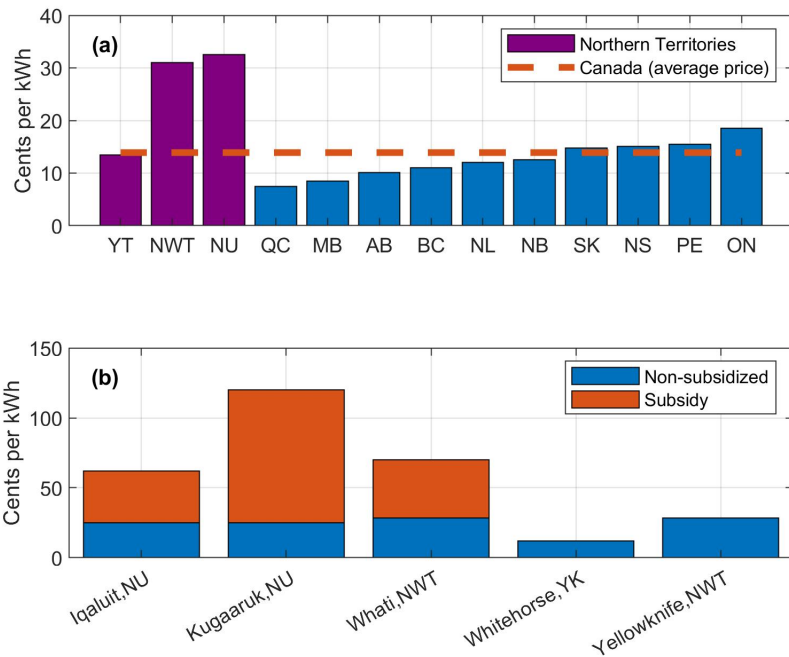 (a)
Northern Territories
Canada (average price)
Cents per kWh
40
30
20
10
0
YT NWT NU QC MB AB BC NL NB SK NS PE ON
(b)
Non-subsidized
Subsidy
Cents per kWh
150
100
50
0
Iqaluit,NU
Kugaaruk,NU
Whati,NWT
Whitehorse,YK
Yellowknife,NWT